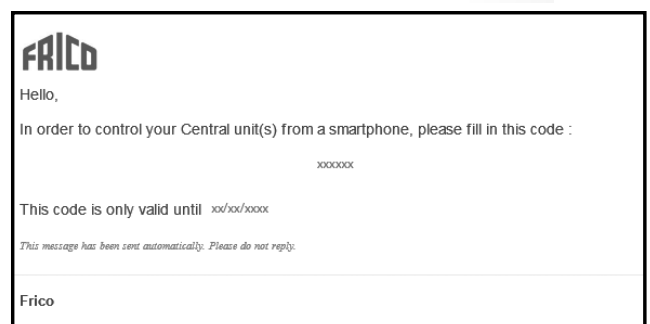 FRICO
Hello,
In order to control your Central unit(s) from a smartphone, please fill in this code :
xxxxxx
This code is only valid until xx/xx/xxxx
This message has been sent automatically. Please do not reply.
Frico